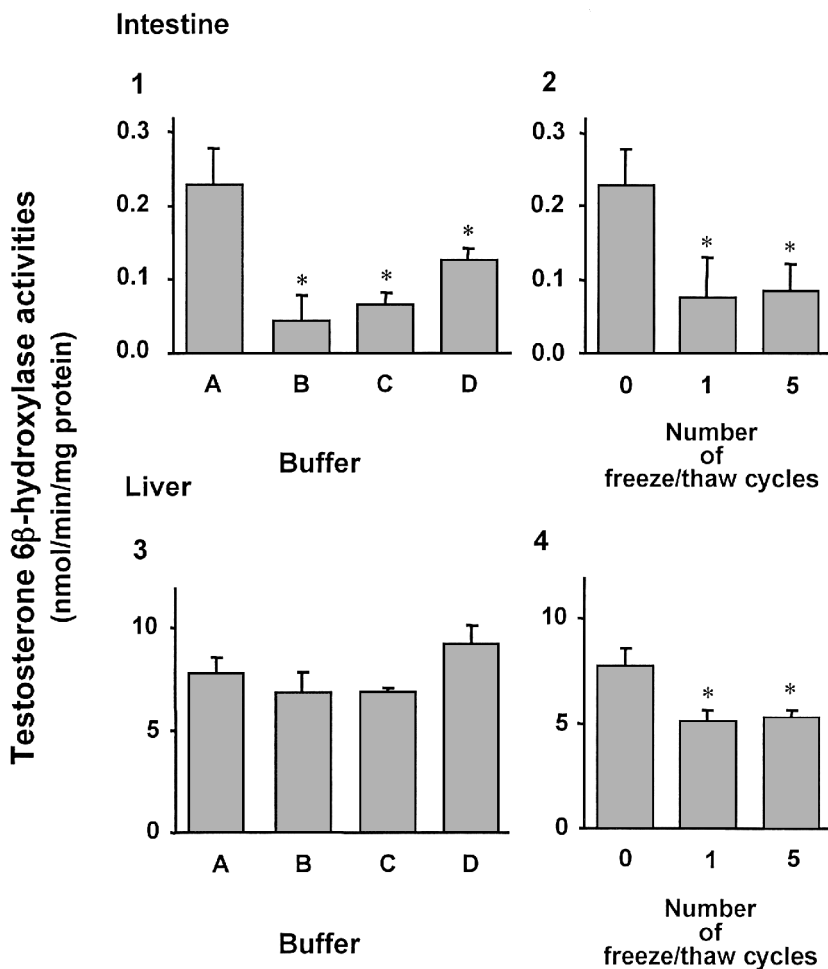 Testosterone 6β-hydroxylase activities
(nmol/min/mg protein)
Intestine
1
0.3
0.2
0.1
0.0
*
*
*
A B C D
Buffer
2
0.3
0.2
0.1
0.0
*
*
0 1 5
Number
of
freeze/thaw cycles
Liver
3
10
5
0
A B C D
Buffer
4
10
5
0
*
*
0 1 5
Number
of
freeze/thaw cycles